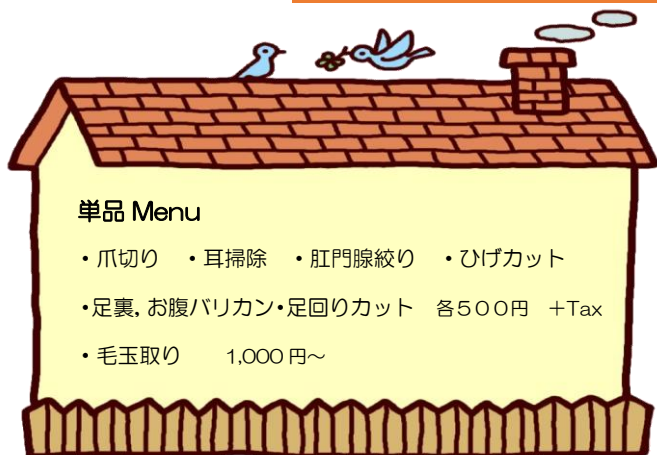 単品 Menu
・爪切り ・耳掃除 ・肛門腺絞り ・ひげカット
・足裏，お腹バリカン・足回りカット 各５００円 ＋Tax
・毛玉取り 1,000 円～